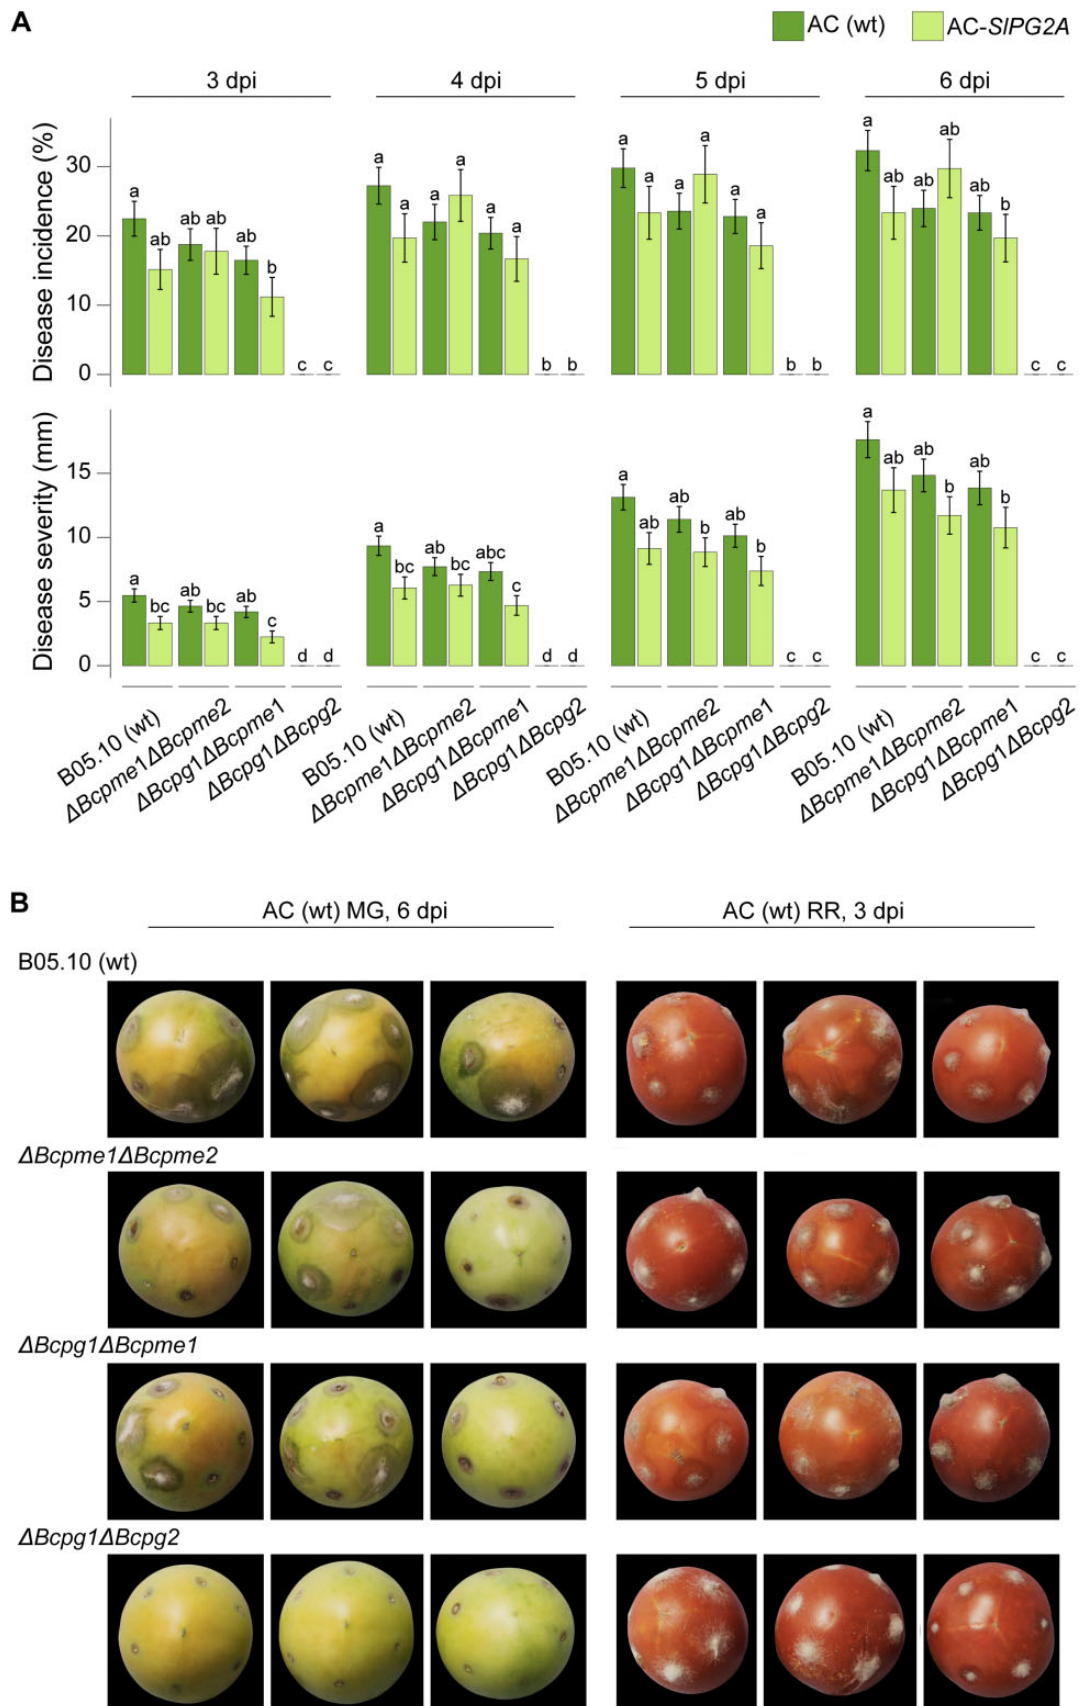 A
AC (wt) AC-SlPG2A
3 dpi 4 dpi 5 dpi 6 dpi
Disease incidence (%)
30
20
10
0
a ab ab ab ab b c c
a a a a a a b b
a a a a a a b b
a ab ab ab ab b c c
Disease severity (mm)
15
10
5
0
a bc ab bc ab c d d
a bc ab bc abc c d d
a ab ab b ab b c c
a ab ab b ab b c c
B05.10 (wt) ΔBcpme1ΔBcpme2 ΔBcpg1ΔBcpme1 ΔBcpg1ΔBcpg2
B05.10 (wt) ΔBcpme1ΔBcpme2 ΔBcpg1ΔBcpme1 ΔBcpg1ΔBcpg2
B05.10 (wt) ΔBcpme1ΔBcpme2 ΔBcpg1ΔBcpme1 ΔBcpg1ΔBcpg2
B05.10 (wt) ΔBcpme1ΔBcpme2 ΔBcpg1ΔBcpme1 ΔBcpg1ΔBcpg2
B
AC (wt) MG, 6 dpi AC (wt) RR, 3 dpi
B05.10 (wt)
ΔBcpme1ΔBcpme2
ΔBcpg1ΔBcpme1
ΔBcpg1ΔBcpg2